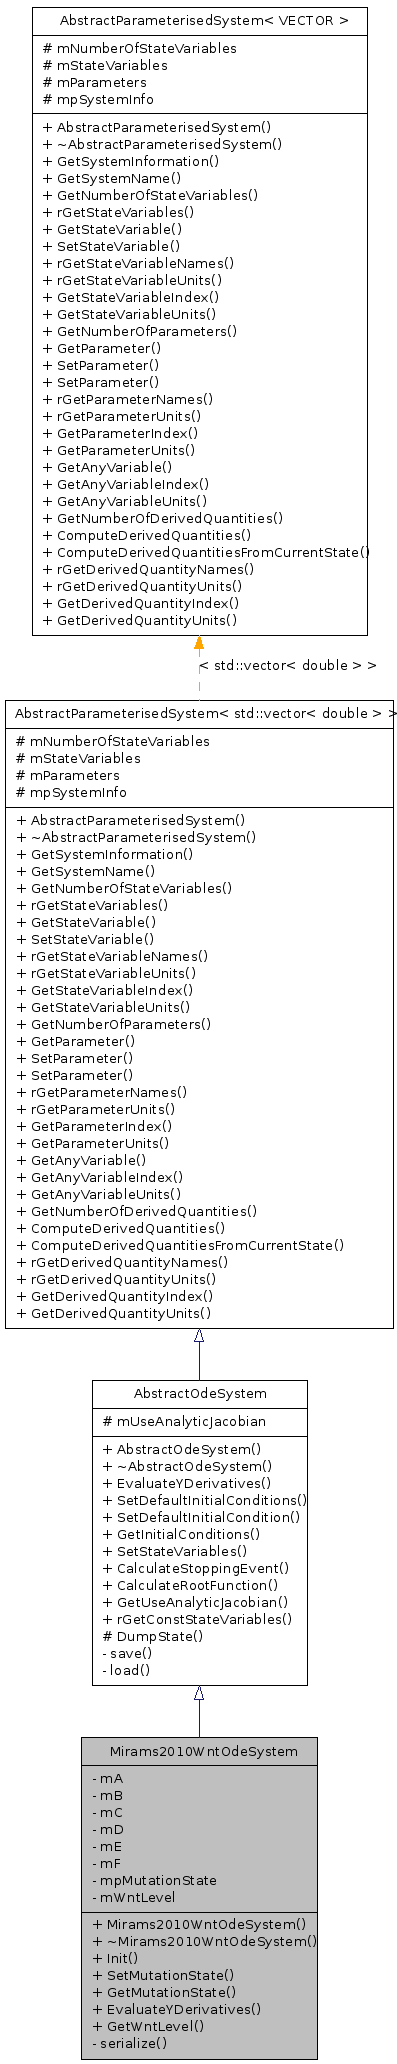 AbstractParameterisedSystem< VECTOR >
# mNumberOfStateVariables
# mStateVariables
# mParameters
# mpSystemInfo
+ AbstractParameterisedSystem()
+ ~AbstractParameterisedSystem()
+ GetSystemInformation()
+ GetSystemName()
+ GetNumberOfStateVariables()
+ rGetStateVariables()
+ GetStateVariable()
+ SetStateVariable()
+ rGetStateVariableNames()
+ rGetStateVariableUnits()
+ GetStateVariableIndex()
+ GetStateVariableUnits()
+ GetNumberOfParameters()
+ GetParameter()
+ SetParameter()
+ SetParameter()
+ rGetParameterNames()
+ rGetParameterUnits()
+ GetParameterIndex()
+ GetParameterUnits()
+ GetAnyVariable()
+ GetAnyVariableIndex()
+ GetAnyVariableUnits()
+ GetNumberOfDerivedQuantities()
+ ComputeDerivedQuantities()
+ ComputeDerivedQuantitiesFromCurrentState()
+ rGetDerivedQuantityNames()
+ rGetDerivedQuantityUnits()
+ GetDerivedQuantityIndex()
+ GetDerivedQuantityUnits()
< std::vector< double > >
AbstractParameterisedSystem< std::vector< double > >
# mNumberOfStateVariables
# mStateVariables
# mParameters
# mpSystemInfo
+ AbstractParameterisedSystem()
+ ~AbstractParameterisedSystem()
+ GetSystemInformation()
+ GetSystemName()
+ GetNumberOfStateVariables()
+ rGetStateVariables()
+ GetStateVariable()
+ SetStateVariable()
+ rGetStateVariableNames()
+ rGetStateVariableUnits()
+ GetStateVariableIndex()
+ GetStateVariableUnits()
+ GetNumberOfParameters()
+ GetParameter()
+ SetParameter()
+ SetParameter()
+ rGetParameterNames()
+ rGetParameterUnits()
+ GetParameterIndex()
+ GetParameterUnits()
+ GetAnyVariable()
+ GetAnyVariableIndex()
+ GetAnyVariableUnits()
+ GetNumberOfDerivedQuantities()
+ ComputeDerivedQuantities()
+ ComputeDerivedQuantitiesFromCurrentState()
+ rGetDerivedQuantityNames()
+ rGetDerivedQuantityUnits()
+ GetDerivedQuantityIndex()
+ GetDerivedQuantityUnits()
AbstractOdeSystem
# mUseAnalyticJacobian
+ AbstractOdeSystem()
+ ~AbstractOdeSystem()
+ EvaluateYDerivatives()
+ SetDefaultInitialConditions()
+ SetDefaultInitialCondition()
+ GetInitialConditions()
+ SetStateVariables()
+ CalculateStoppingEvent()
+ CalculateRootFunction()
+ GetUseAnalyticJacobian()
+ rGetConstStateVariables()
# DumpState()
- save()
- load()
Mirams2010WntOdeSystem
- mA
- mB
- mC
- mD
- mE
- mF
- mpMutationState
- mWntLevel
+ Mirams2010WntOdeSystem()
+ ~Mirams2010WntOdeSystem()
+ Init()
+ SetMutationState()
+ GetMutationState()
+ EvaluateYDerivatives()
+ GetWntLevel()
- serialize()